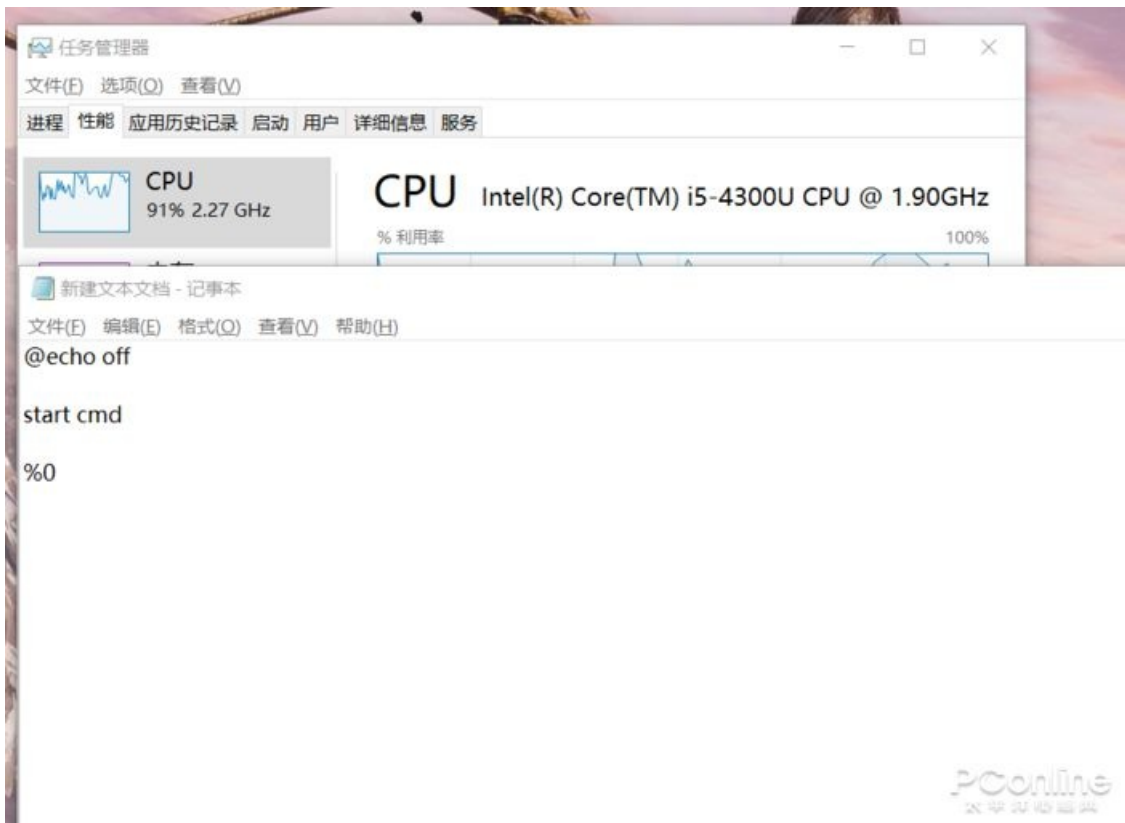 任务管理器
文件(F) 选项(O) 查看(V)
进程 性能 应用历史记录 启动 用户 详细信息 服务
CPU
91% 2.27 GHz
CPU Intel(R) Core(TM) i5-4300U CPU @ 1.90GHz
% 利用率 100%
新建文本文档 - 记事本
文件(F) 编辑(E) 格式(O) 查看(V) 帮助(H)
@echo off
start cmd
%0
PConline